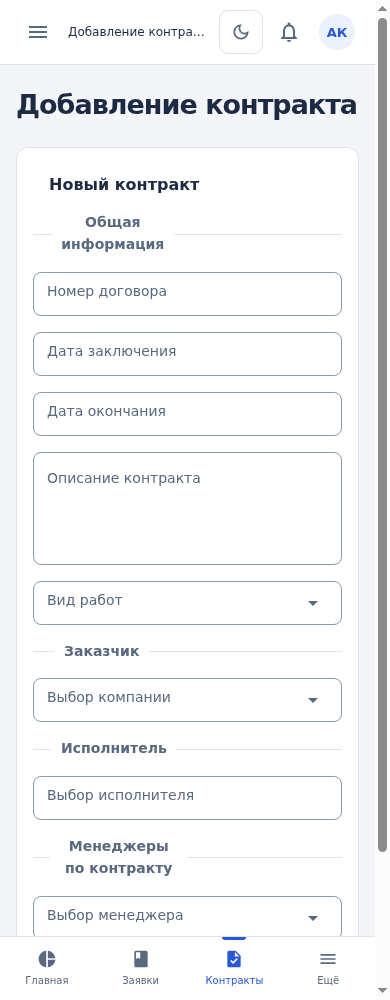 Добавление контра...
АК
Добавление контракта
Новый контракт
Общая
информация
Номер договора
Дата заключения
Дата окончания
Описание контракта
Вид работ
Заказчик
Выбор компании
Исполнитель
Выбор исполнителя
Менеджеры
по контракту
Выбор менеджера
Главная
Заявки
Контракты
Ещё